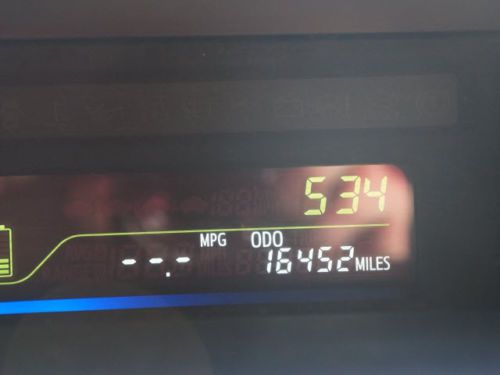 534
MPG ODO
--.- 16452 MILES